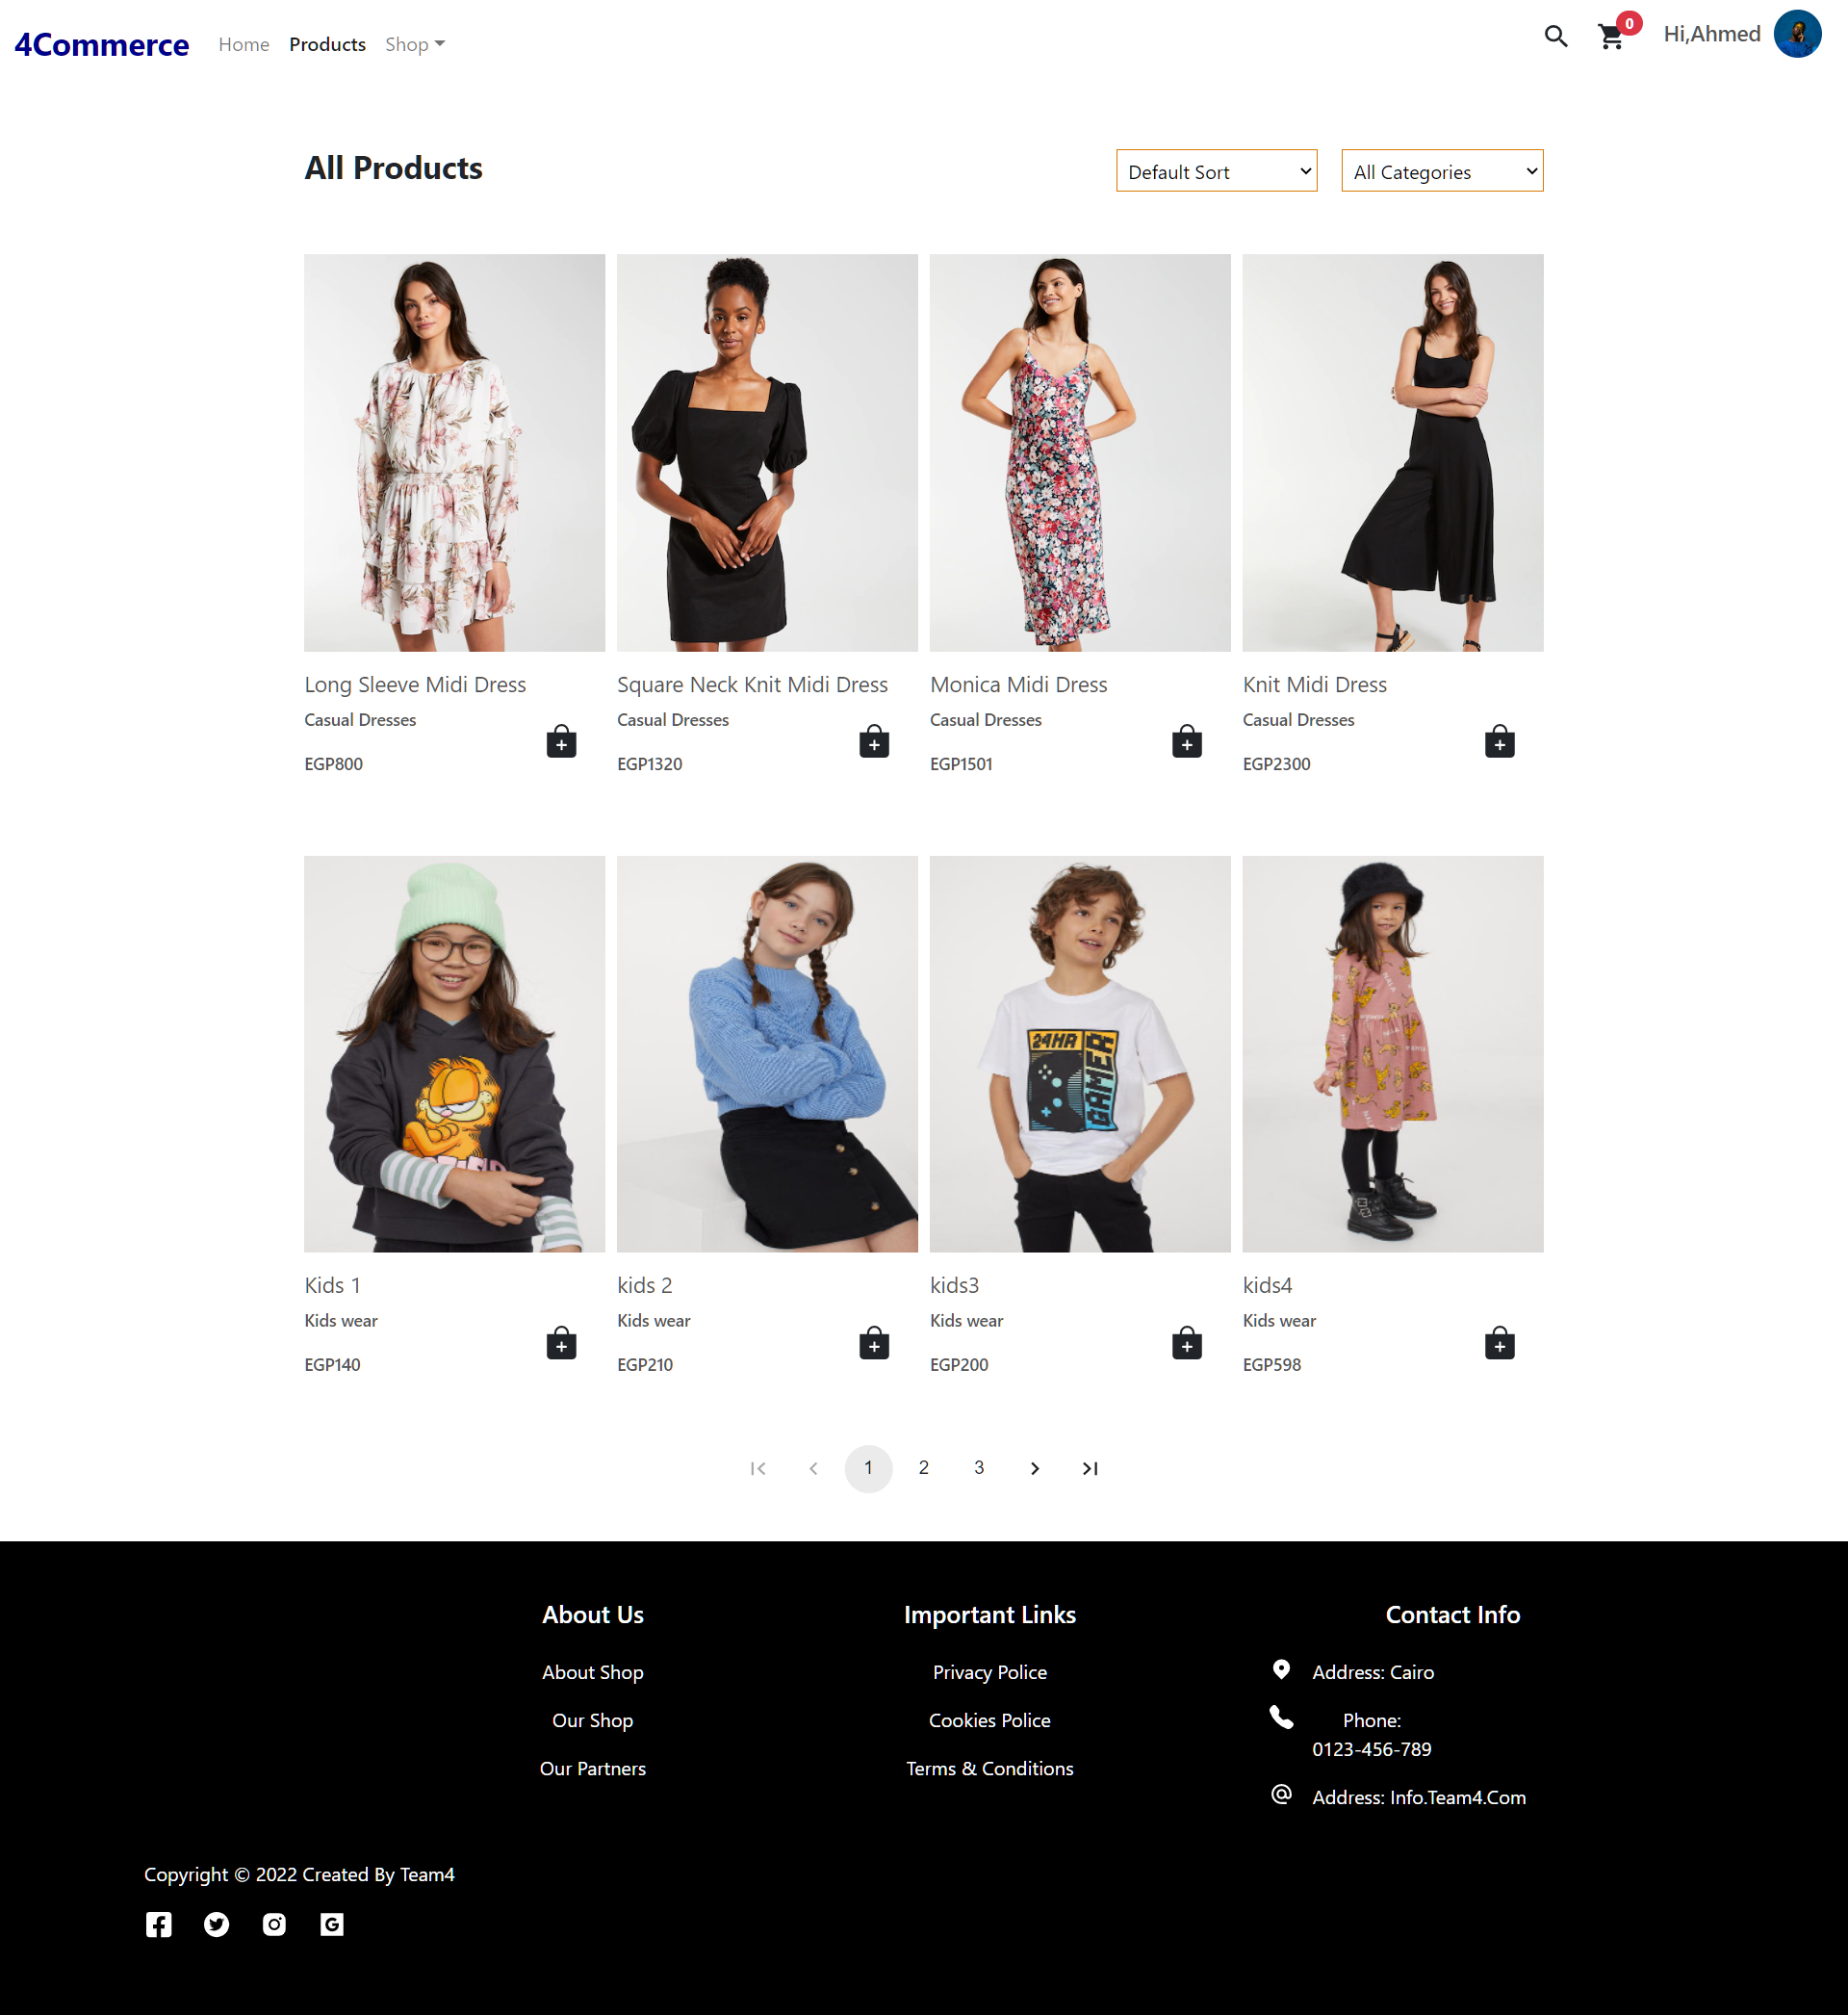 4Commerce
Home Products Shop
0
Hi,Ahmed
All Products
Default Sort
All Categories
Long Sleeve Midi Dress
Casual Dresses
EGP800
Square Neck Knit Midi Dress
Casual Dresses
EGP1320
Monica Midi Dress
Casual Dresses
EGP1501
Knit Midi Dress
Casual Dresses
EGP2300
24HR
GAMER
NALA
Kids 1
Kids wear
EGP140
kids 2
Kids wear
EGP210
kids3
Kids wear
EGP200
kids4
Kids wear
EGP598
1 2 3
About Us
About Shop
Our Shop
Our Partners
Important Links
Privacy Police
Cookies Police
Terms & Conditions
Contact Info
Address: Cairo
Phone:
0123-456-789
Address: Info.Team4.Com
Copyright © 2022 Created By Team4